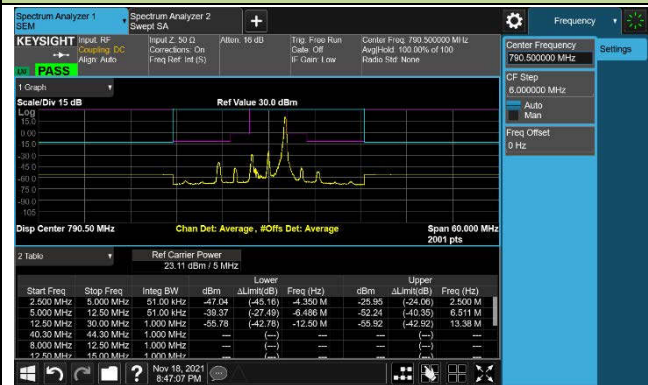 Spectrum Analyzer 1
SEM
Spectrum Analyzer 2
Swept SA
+
Frequency
KEYSIGHT
Input: RF
Coupling: DC
Align: Auto
Input Z: 50 Ω
Corrections: On
Freq Ref: Int (S)
Atten: 16 dB
Trig: Free Run
Gate: Off
IF Gain: Low
Center Freq: 790.500000 MHz
Avg|Hold: 100.00% of 100
Radio Std: None
PASS
Center Frequency
790.500000 MHz
Settings
CF Step
6.000000 MHz
Auto
Man
Freq Offset
0 Hz
1 Graph
Scale/Div 15 dB
Ref Value 30.0 dBm
Log
15.0
0.00
-15.0
-30.0
-45.0
-60.0
-75.0
-90.0
-105
Disp Center 790.50 MHz
Chan Det: Average, #Offs Det: Average
Span 60.000 MHz
2001 pts
2 Table
Ref Carrier Power
23.11 dBm / 5 MHz
Lower Upper
Start Freq Stop Freq Integ BW dBm ΔLimit(dB) Freq (Hz) dBm ΔLimit(dB) Freq (Hz)
2.500 MHz 5.000 MHz 51.00 kHz -47.04 (-45.16) -4.350 M -25.95 (-24.06) 2.500 M
5.000 MHz 12.50 MHz 51.00 kHz -39.37 (-27.49) -6.486 M -52.24 (-40.35) 6.511 M
12.50 MHz 30.00 MHz 1.000 MHz -55.78 (-42.78) -12.50 M -55.92 (-42.92) 13.38 M
40.30 MHz 44.30 MHz 1.000 MHz --- (---) --- --- (---) ---
8.000 MHz 12.50 MHz 1.000 MHz --- (---) --- --- (---) ---
12.50 MHz 15.00 MHz 1.000 MHz --- (---) --- --- (---) ---
?
Nov 18, 2021
8:47:07 PM